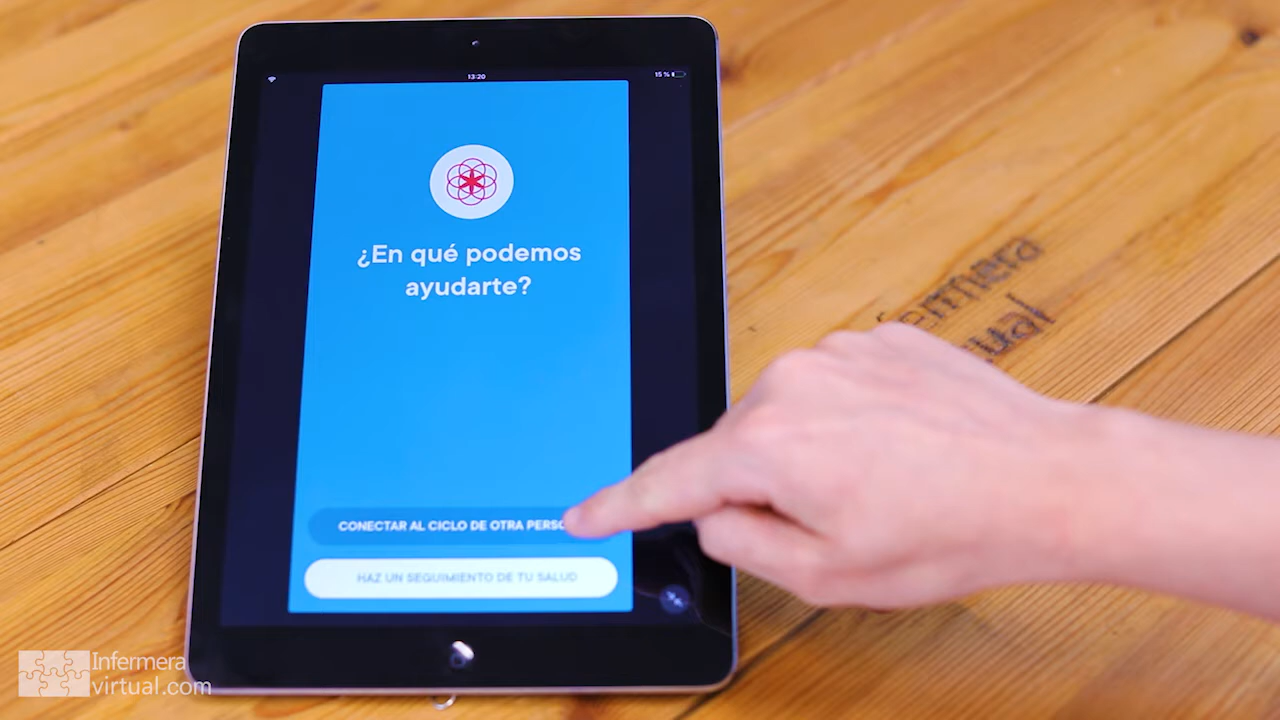 13:20
15 %
¿En qué podemos
ayudarte?
CONECTAR AL CICLO DE OTRA
HAZ UN SEGUIMIENTO DE TU SALUD
Infermera
virtual.com